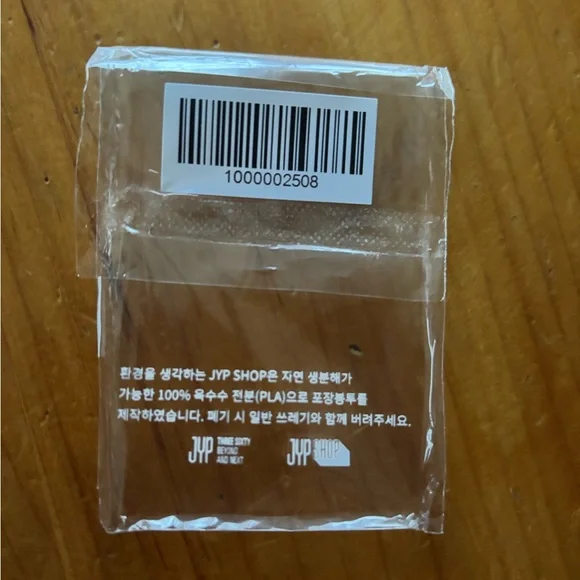 1000002508
환경을 생각하는 JYP SHOP은 자연 생분해가
가능한 100% 옥수수 전분(PLA)으로 포장봉투를
제작하였습니다. 폐기 시 일반 쓰레기와 함께 버려주세요.
JYP THREE SIXTY
BEYOND
AND NEXT
JYP SHOP